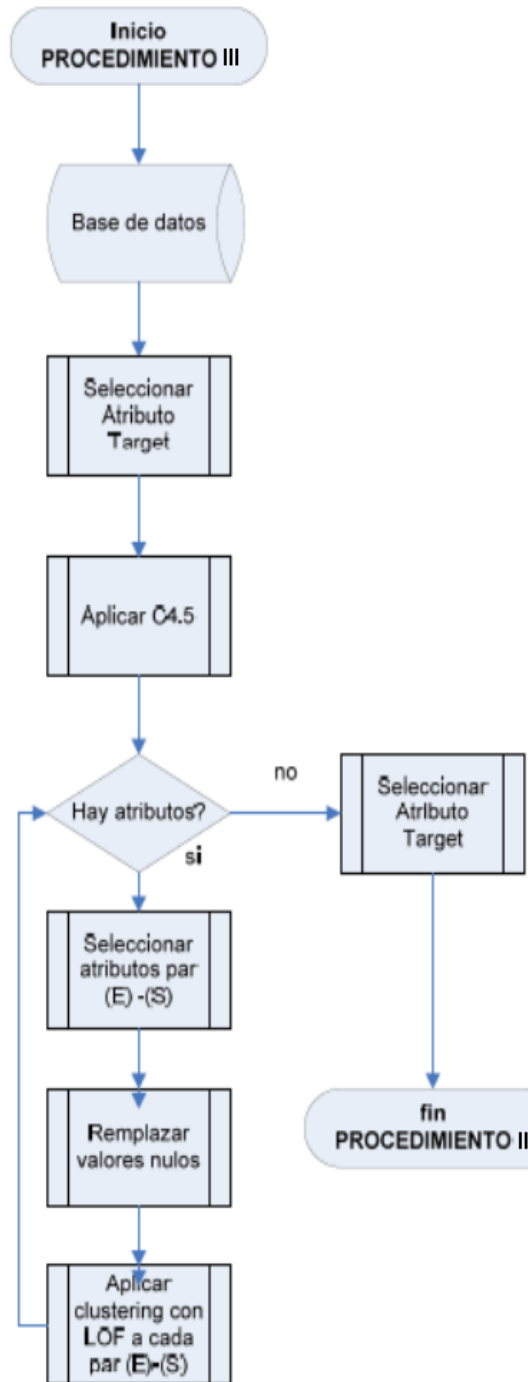 Inicio
PROCEDIMIENTO III
Base de datos
Seleccionar
Atributo
Target
Aplicar C4.5
Hay atributos?
no
si
Seleccionar
Atributo
Target
Seleccionar
atributos par
(E) -(S)
Remplazar
valores nulos
Aplicar
clustering con
LOF a cada
par (E)-(S)
fin
PROCEDIMIENTO II